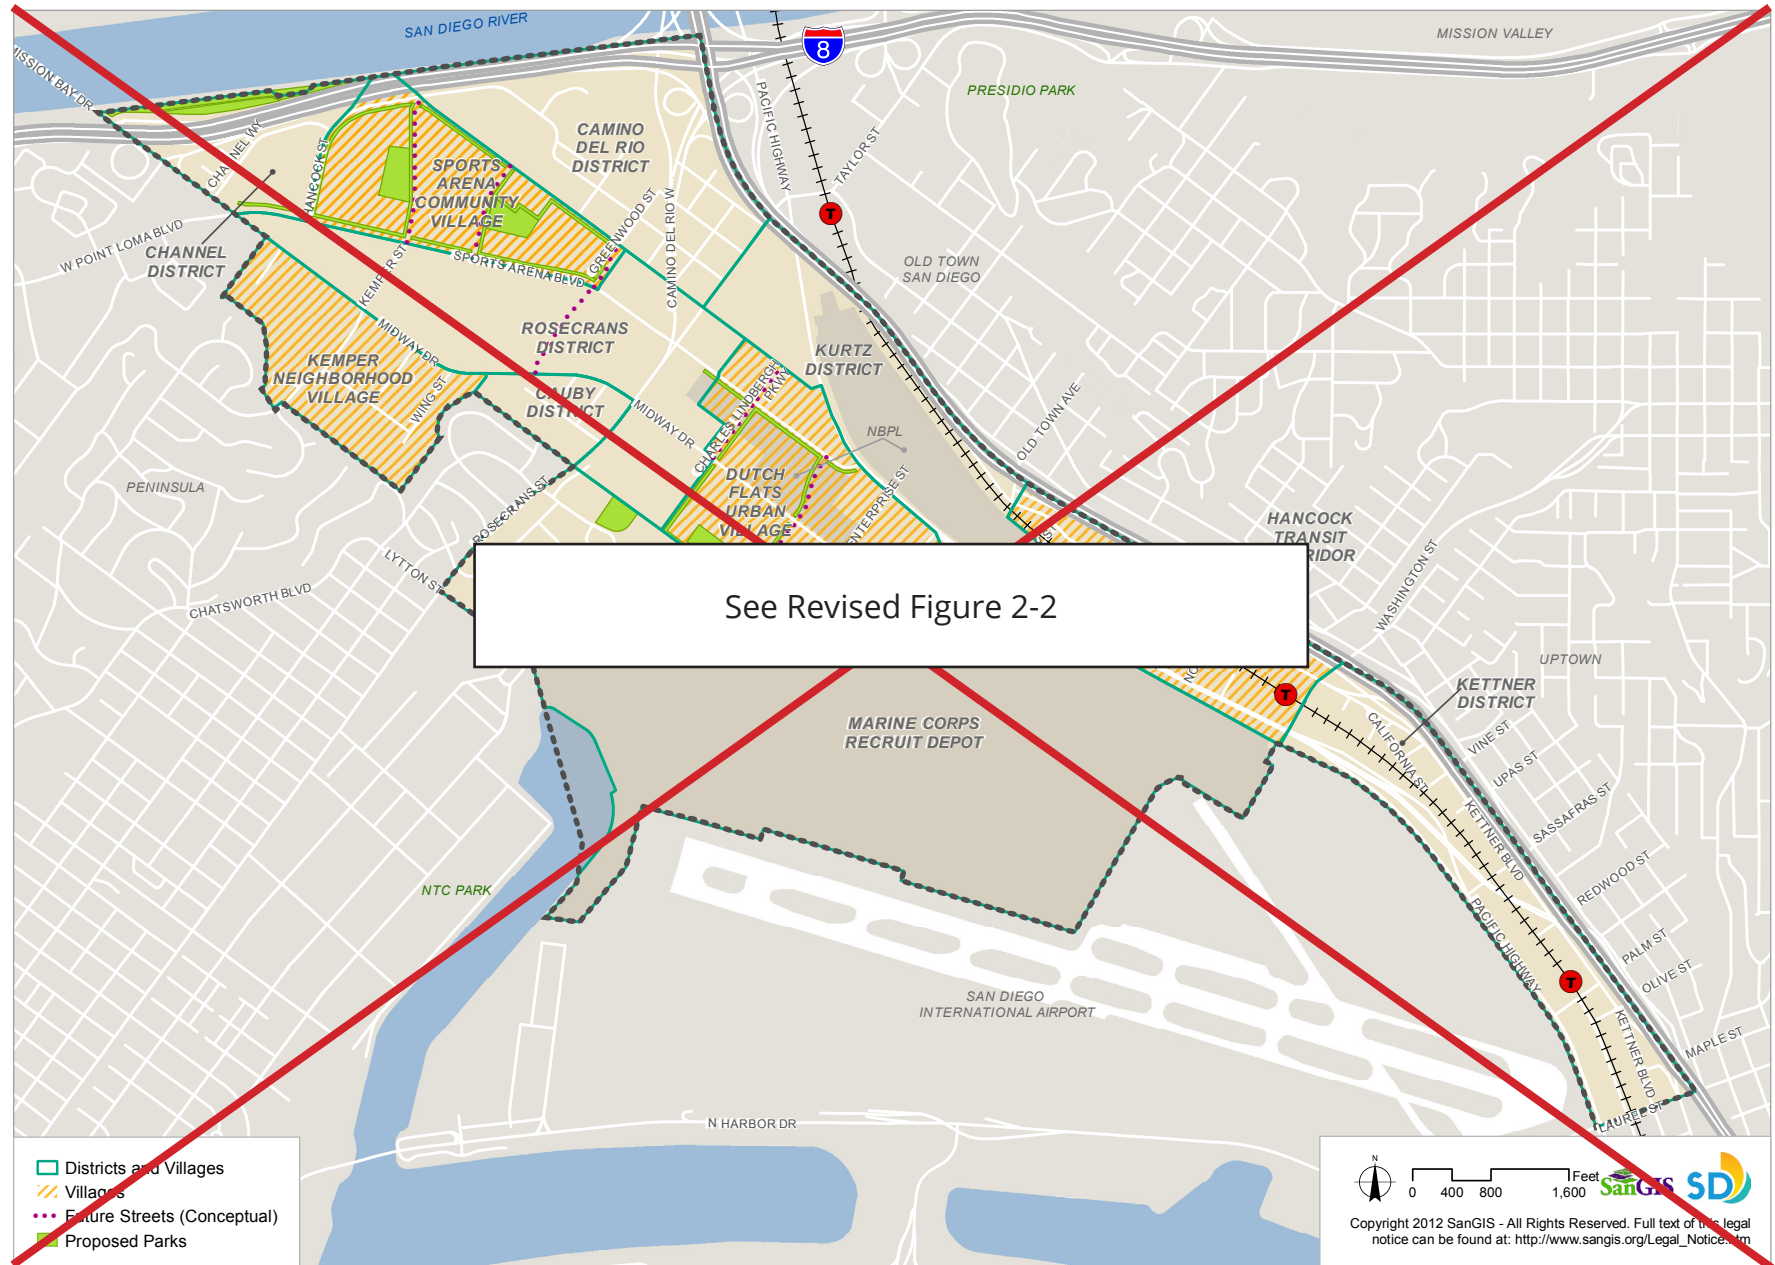 SAN DIEGO RIVER
8
MISSION VALLEY
MISSION BAY DR
PACIFIC HIGHWAY
PRESIDIO PARK
CHANNEL WY
HANCOCK ST
CAMINO
DEL RIO
DISTRICT
TAYLOR ST
SPORTS
ARENA
COMMUNITY
VILLAGE
T
W POINT LOMA BLVD
CHANNEL
DISTRICT
GREENWOOD ST
CAMINO DEL RIO W
KEMPER ST
SPORTS ARENA BLVD
OLD TOWN
SAN DIEGO
ROSECRANS
DISTRICT
MIDWAY DR
KEMPER
NEIGHBORHOOD
VILLAGE
WING ST
KURTZ
DISTRICT
CAUBY
DISTRICT
MIDWAY DR
CHARLES LINDBERGH
PKWY
NBPL
OLD TOWN AVE
PENINSULA
ROSECRANS ST
DUTCH
FLATS
URBAN
VILLAGE
ENTERPRISE ST
HANCOCK
TRANSIT
RIDOR
LYTTON ST
CHATSWORTH BLVD
WASHINGTON ST
See Revised Figure 2-2
UPTOWN
KETTNER
DISTRICT
T
MARINE CORPS
RECRUIT DEPOT
CALIFORNIA ST
VINE ST
UPAS ST
SASSAFRAS ST
KETTNER BLVD
REDWOOD ST
NTC PARK
PACIFIC HIGHWAY
PALM ST
OLIVE ST
T
SAN DIEGO
INTERNATIONAL AIRPORT
KETTNER BLVD
MAPLE ST
LAUREL ST
N HARBOR DR
Districts and Villages
Villages
Future Streets (Conceptual)
Proposed Parks
N
Feet
0 400 800 1,600
SanGIS
SD
Copyright 2012 SanGIS - All Rights Reserved. Full text of this legal
notice can be found at: http://www.sangis.org/Legal_Notice.htm